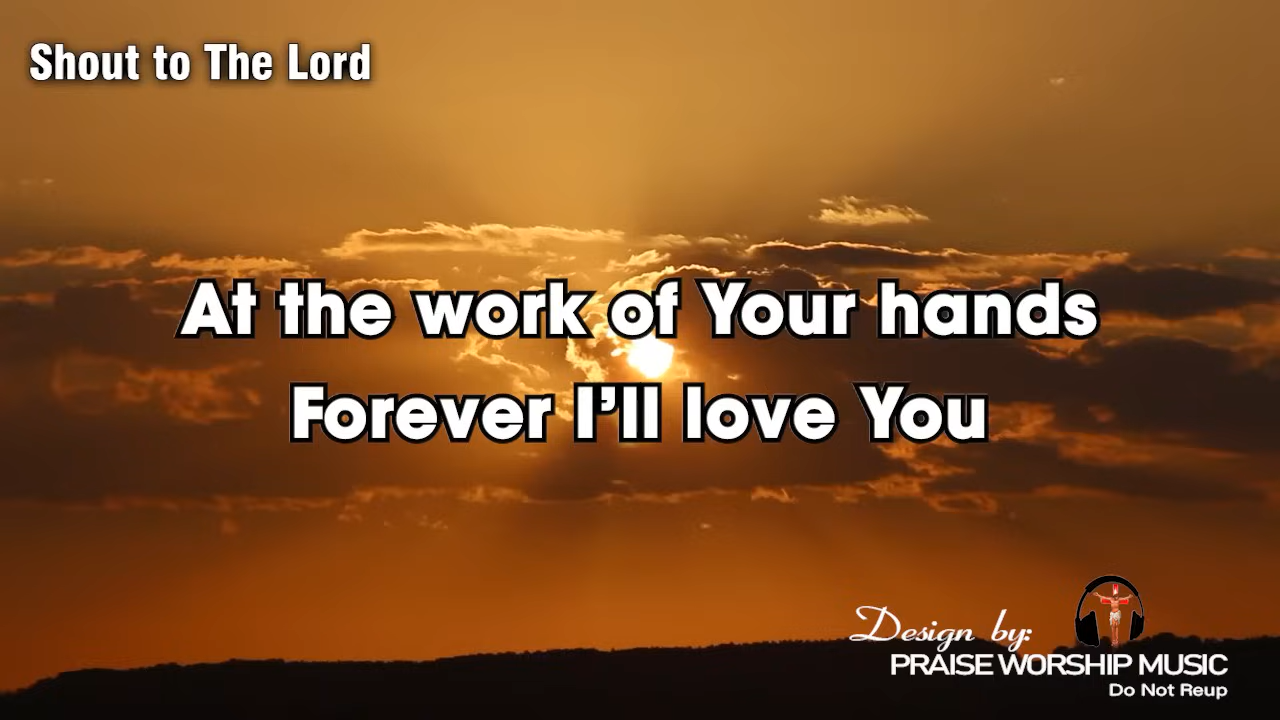 Shout to The Lord
At the work of Your hands
Forever I'll love You
Design by:
PRAISE WORSHIP MUSIC
Do Not Reup